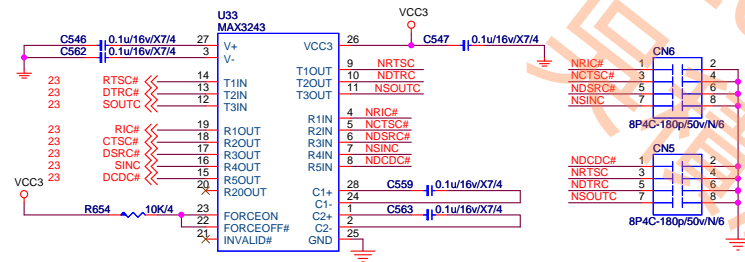 U33
MAX3243
VCC3
C546 0.1u/16v/X7/4 27 V+ VCC3 26 C547 0.1u/16v/X7/4
C562 0.1u/16v/X7/4 3 V-
T1OUT 9 NRTSC
23 RTSC# 14 T1IN T2OUT 10 NDTRC
23 DTRC# 13 T2IN T3OUT 11 NSOUTC
23 SOUTC 12 T3IN
R1IN 4 NRIC#
23 RIC# 19 R1OUT R2IN 5 NCTSC#
23 CTSC# 18 R2OUT R3IN 6 NDSRC#
23 DSRC# 17 R3OUT R4IN 7 NSINC
23 SINC 16 R4OUT R5IN 8 NDCDC#
23 DCDC# 15 R5OUT
20 R20OUT
C1+ 28 C559 0.1u/16v/X7/4
C1- 24
VCC3
R654 10K/4 23 FORCEON C2+ 1 C563 0.1u/16v/X7/4
22 FORCEOFF# C2- 2
21 INVALID# GND 25
CN6
NRIC# 1 2
NCTSC# 3 4
NDSRC# 5 6
NSINC 7 8
8P4C-180p/50v/N/6
CN5
NDCDC# 1 2
NRTSC 3 4
NDTRC 5 6
NSOUTC 7 8
8P4C-180p/50v/N/6